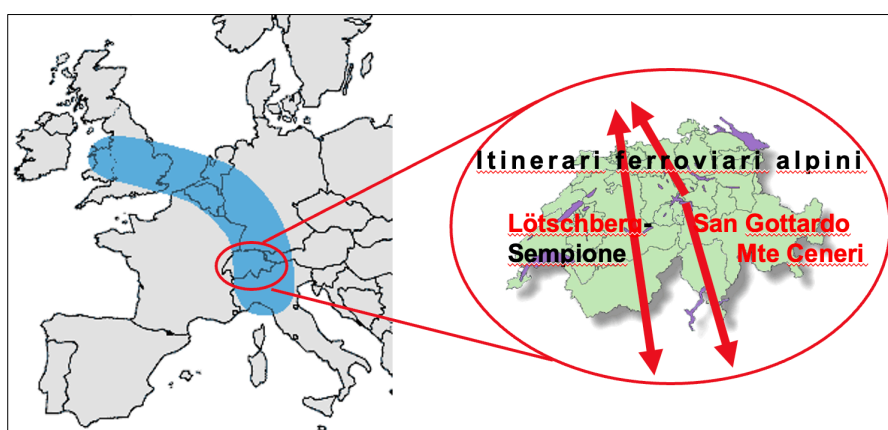 Itinerari ferroviari alpini
Lötschberg-
Sempione
San Gottardo
Mte Ceneri